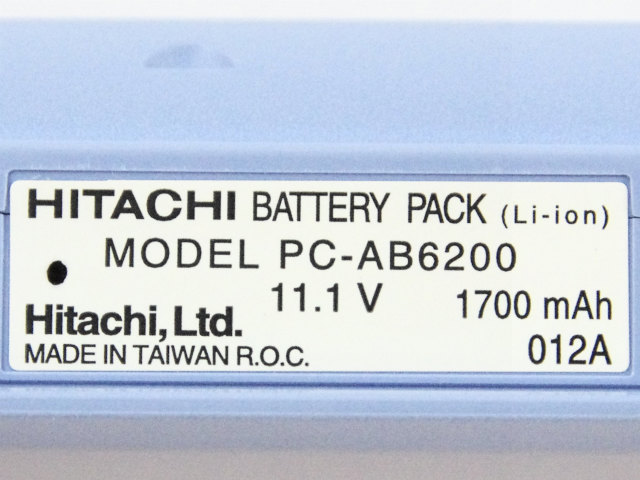 HITACHI BATTERY PACK (Li-ion)
MODEL PC-AB6200
11.1 V 1700 mAh
Hitachi, Ltd.
MADE IN TAIWAN R.O.C. 012A